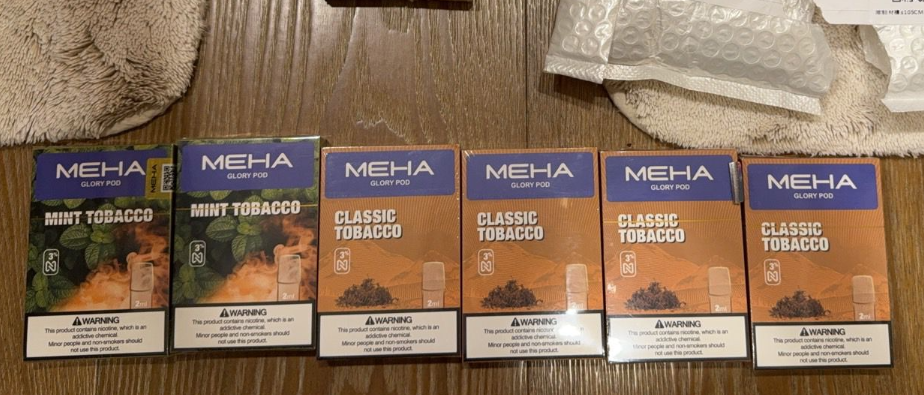 MEHA
GLORY POD
MINT TOBACCO
3%
2ml
WARNING
This product contains nicotine, which is an
addictive chemical.
Minor people and non-smokers should
not use this product.
MEHA
GLORY POD
MINT TOBACCO
3%
2ml
WARNING
This product contains nicotine, which is an
addictive chemical.
Minor people and non-smokers should
not use this product.
MEHA
GLORY POD
CLASSIC
TOBACCO
3%
2ml
WARNING
This product contains nicotine, which is an
addictive chemical.
Minor people and non-smokers should
not use this product.
MEHA
GLORY POD
CLASSIC
TOBACCO
3%
2ml
WARNING
This product contains nicotine, which is an
addictive chemical.
Minor people and non-smokers should
not use this product.
MEHA
GLORY POD
CLASSIC
TOBACCO
3%
2ml
WARNING
This product contains nicotine, which is an
addictive chemical.
Minor people and non-smokers should
not use this product.
MEHA
GLORY POD
CLASSIC
TOBACCO
3%
2ml
WARNING
This product contains nicotine, which is an
addictive chemical.
Minor people and non-smokers should
not use this product.